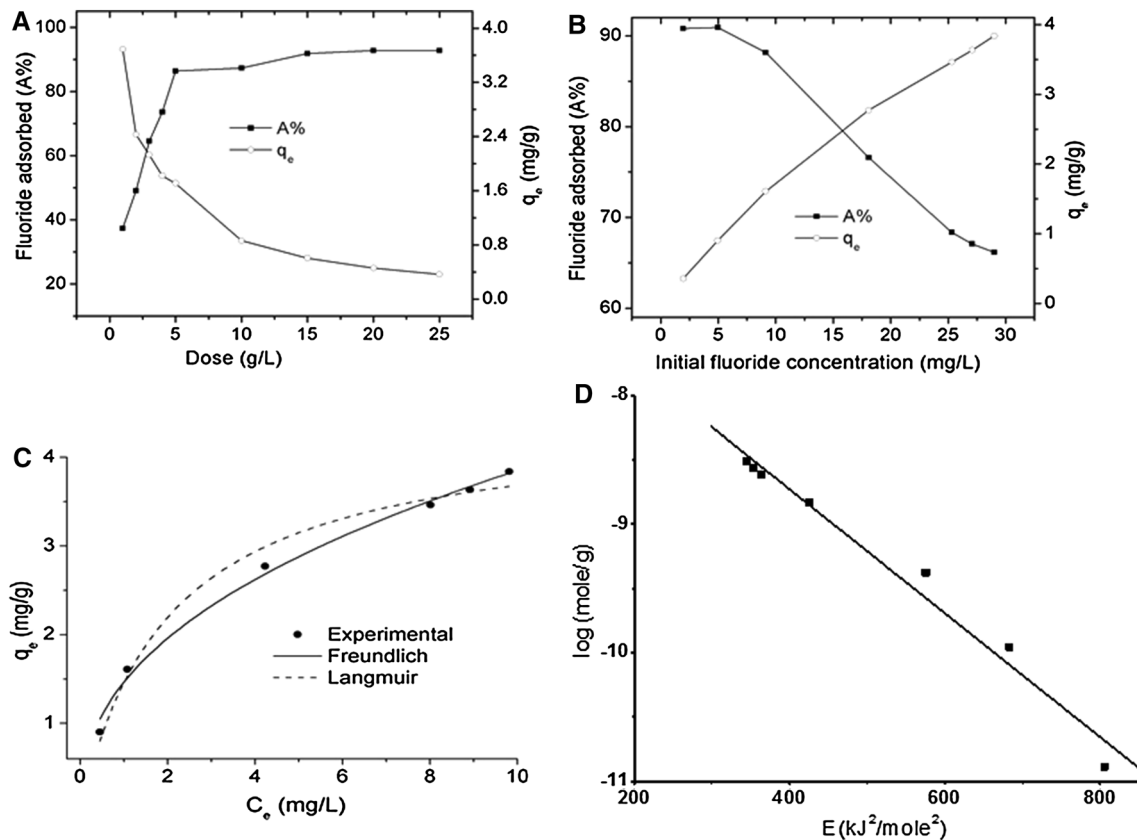 A
Fluoride adsorbed (A%)
100
80
60
40
20
4.0
3.2
2.4
1.6
0.8
0.0
qe (mg/g)
A%
qe
0 5 10 15 20 25
Dose (g/L)
B
Fluoride adsorbed (A%)
90
80
70
60
4
3
2
1
0
qe (mg/g)
A%
qe
0 5 10 15 20 25 30
Initial fluoride concentration (mg/L)
C
qe (mg/g)
4
3
2
1
Experimental
Freundlich
Langmuir
0 2 4 6 8 10
Ce (mg/L)
D
log (mole/g)
-8
-9
-10
-11
200 400 600 800
E(kJ²/mole²)